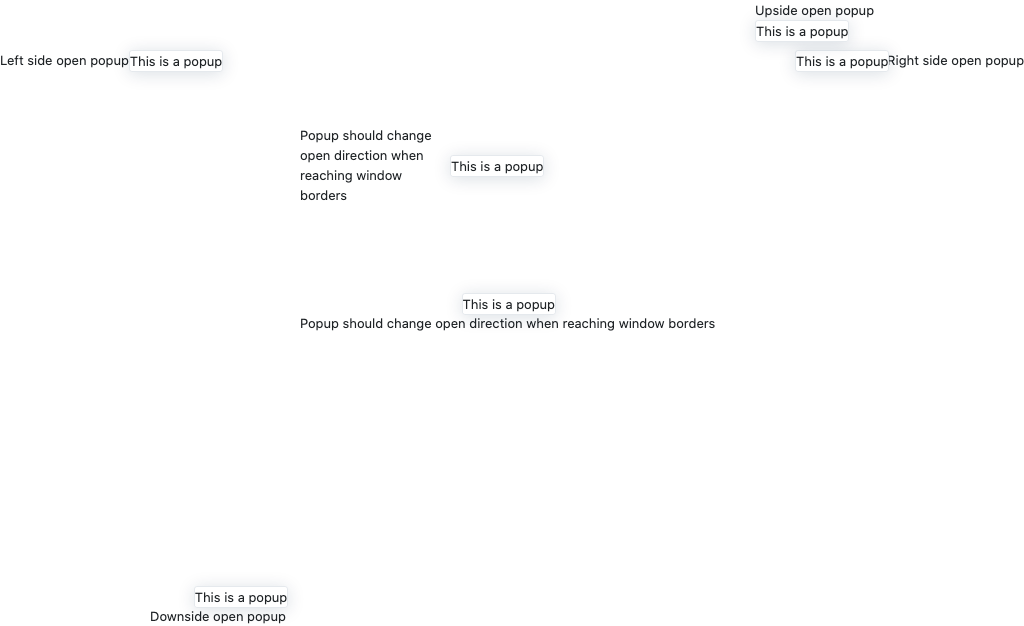 Upside open popup
This is a popup
Left side open popup
This is a popup
This is a popup
Right side open popup
Popup should change
open direction when
reaching window
borders
This is a popup
This is a popup
Popup should change open direction when reaching window borders
This is a popup
Downside open popup